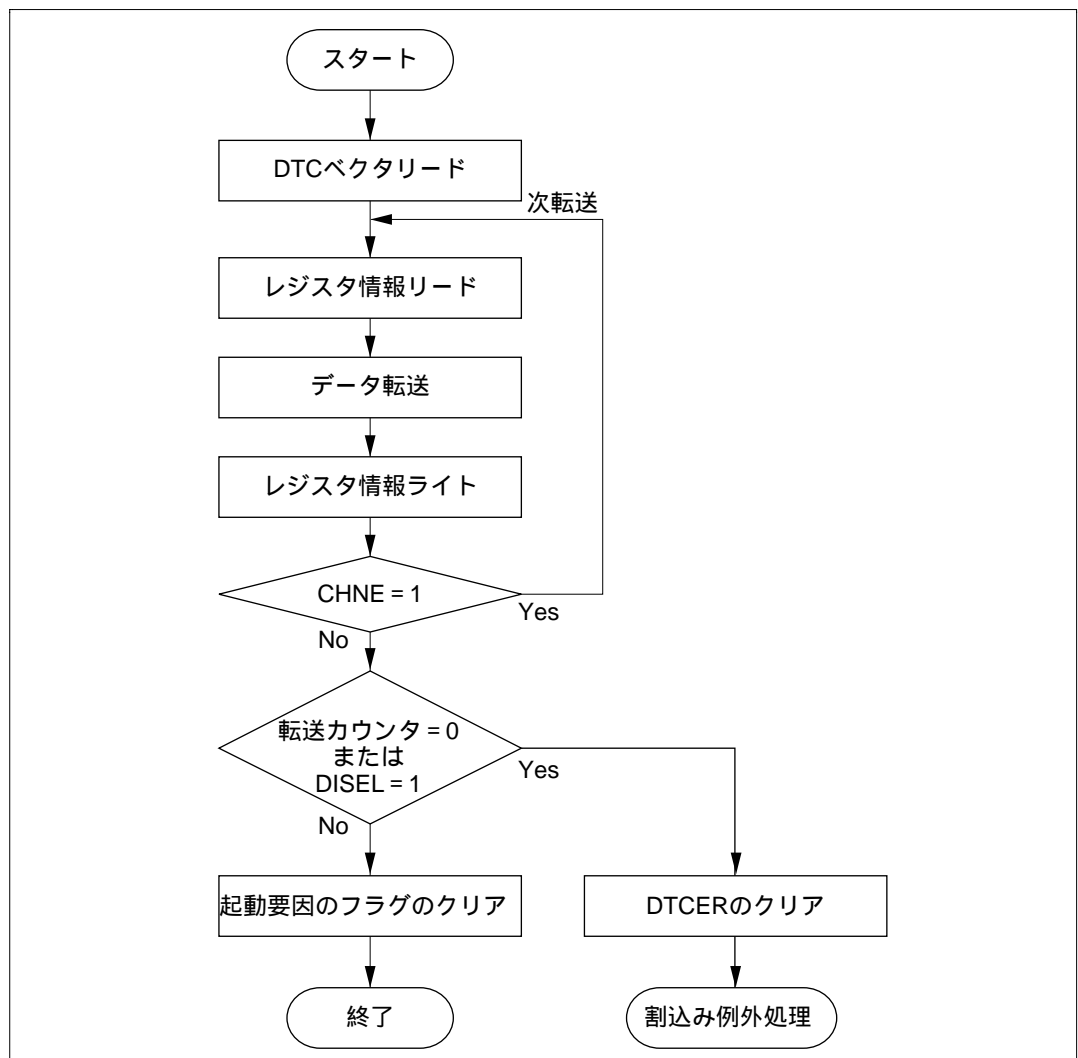 スタート
DTCベクタリード
次転送
レジスタ情報リード
データ転送
レジスタ情報ライト
CHNE = 1
Yes
No
転送カウンタ = 0
または
DISEL = 1
Yes
No
起動要因のフラグのクリア
DTCERのクリア
終了
割込み例外処理